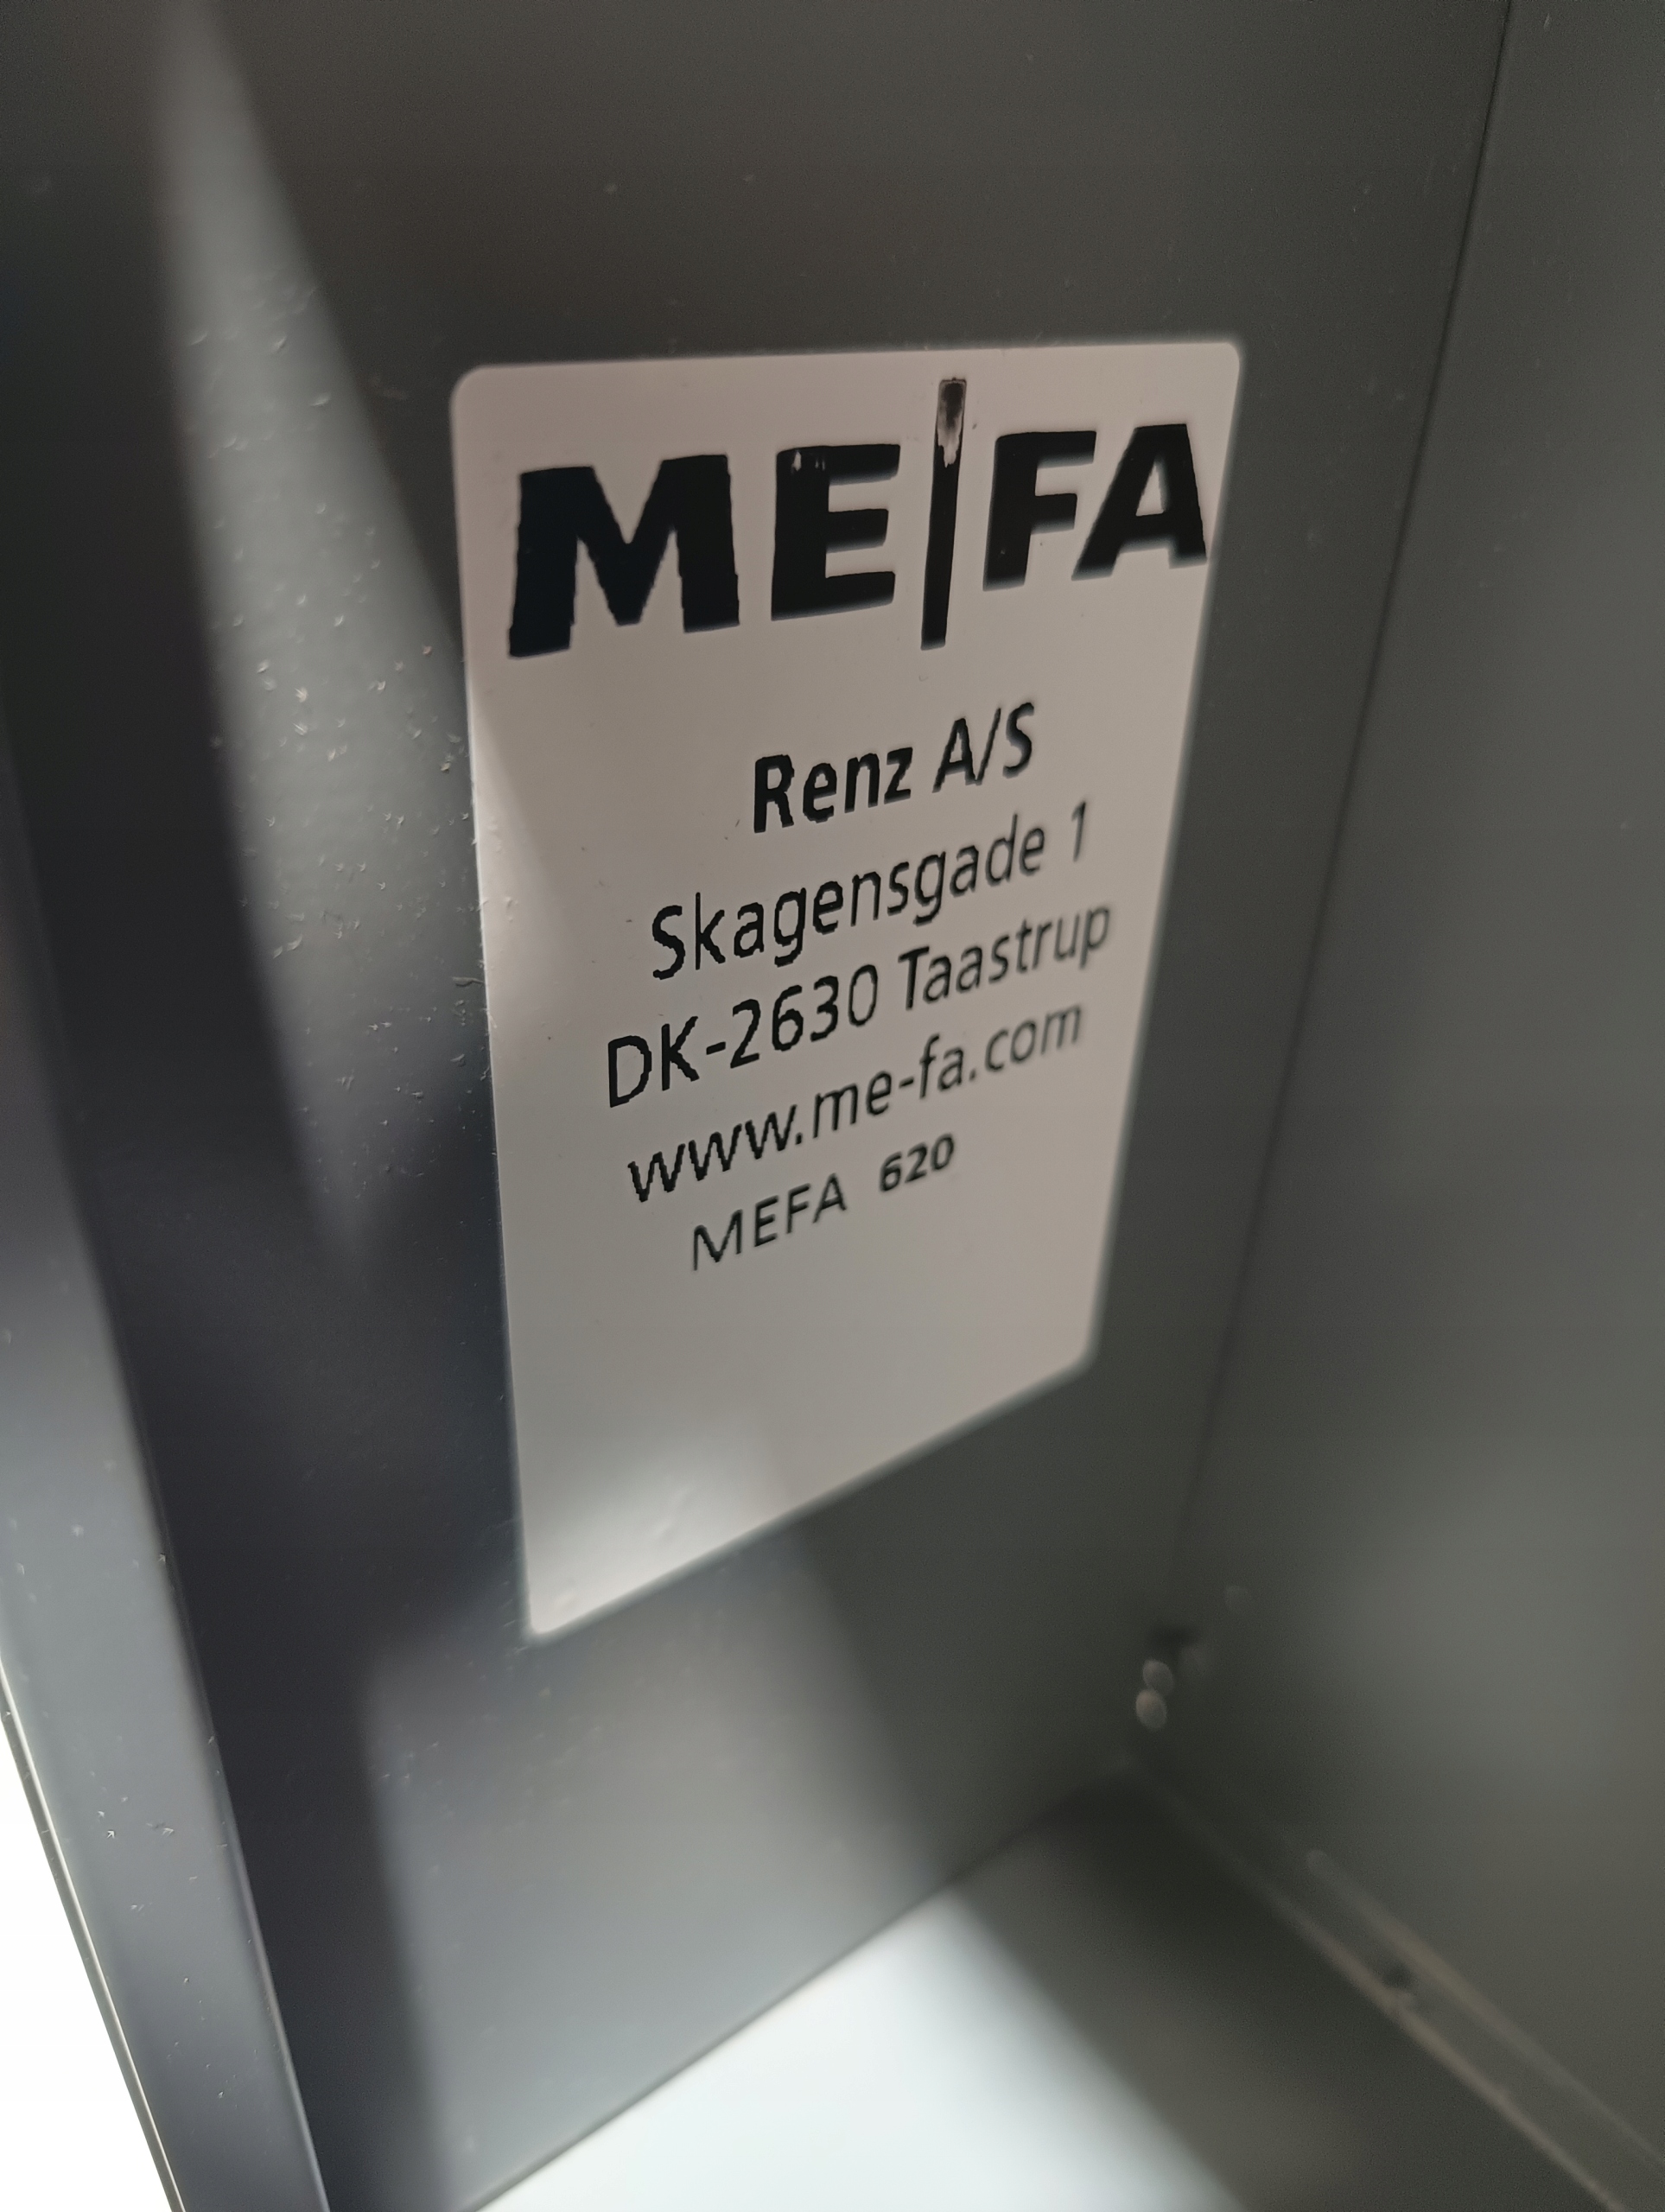 ME|FA
Renz A/S
Skagensgade 1
DK-2630 Taastrup
www.me-fa.com
MEFA 620